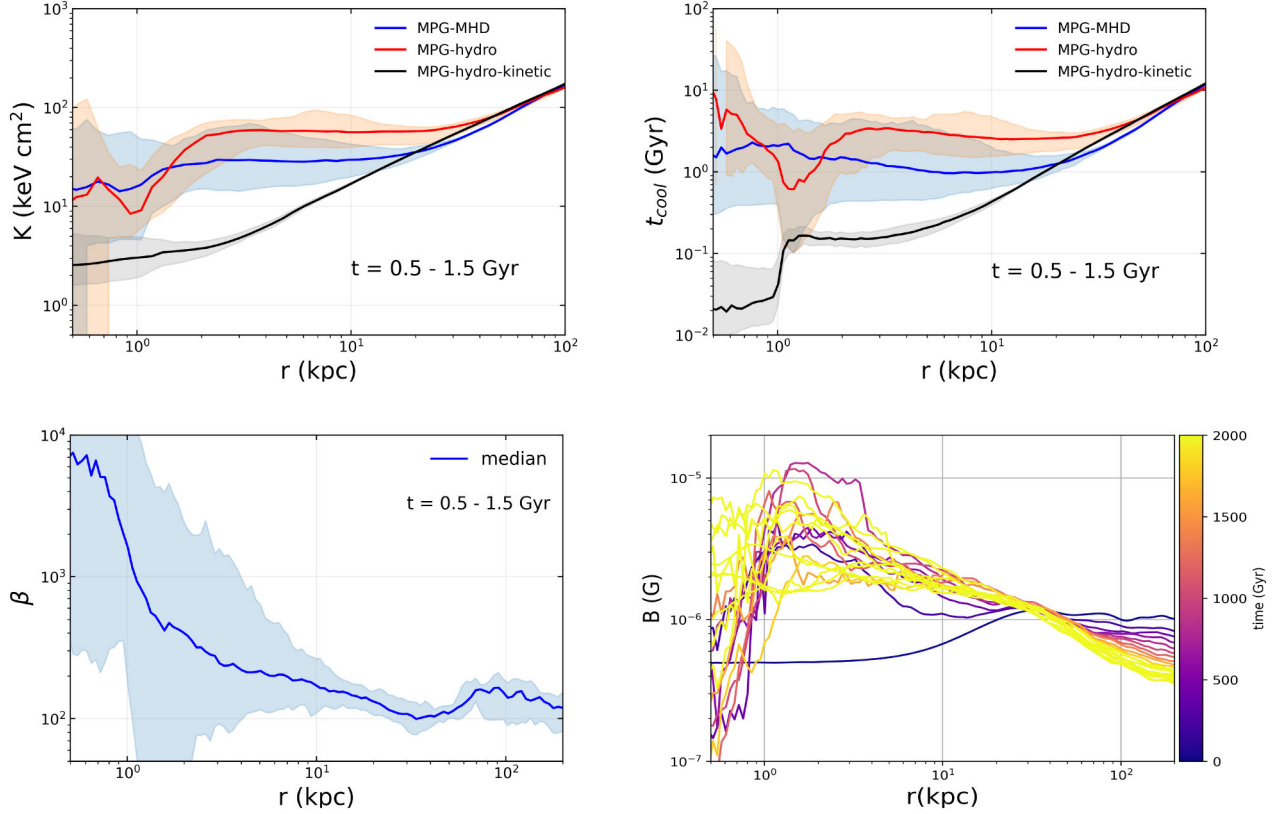 10³
10²
10¹
10⁰
K (keV cm²)
MPG-MHD
MPG-hydro
MPG-hydro-kinetic
t = 0.5 - 1.5 Gyr
10⁰
10¹
10²
r (kpc)
10²
10¹
10⁰
10⁻¹
10⁻²
t_cool (Gyr)
MPG-MHD
MPG-hydro
MPG-hydro-kinetic
t = 0.5 - 1.5 Gyr
10⁰
10¹
10²
r (kpc)
10⁴
10³
10²
β
median
t = 0.5 - 1.5 Gyr
10⁰
10¹
10²
r (kpc)
10⁻⁵
10⁻⁶
10⁻⁷
B (G)
10⁰
10¹
10²
r(kpc)
2000
1500
1000
500
0
time (Gyr)